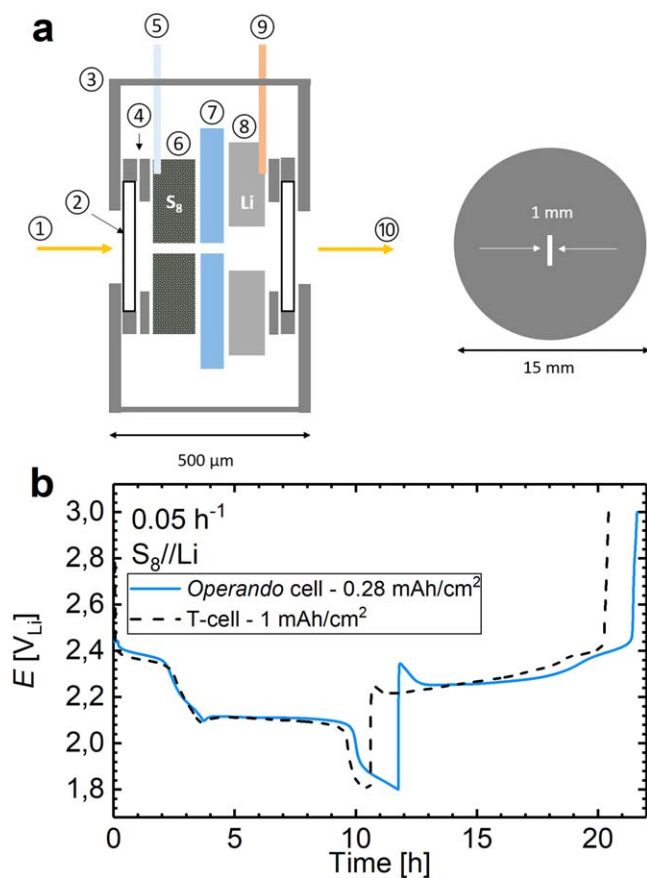 a
⑤
⑨
③
④
⑥
⑦
⑧
②
S₈
Li
①
⑩
1 mm
15 mm
500 µm
b
3,0
2,8
2,6
2,4
2,2
2,0
1,8
E [V_Li]
0.05 h⁻¹
S₈//Li
Operando cell - 0.28 mAh/cm²
T-cell - 1 mAh/cm²
0 5 10 15 20
Time [h]